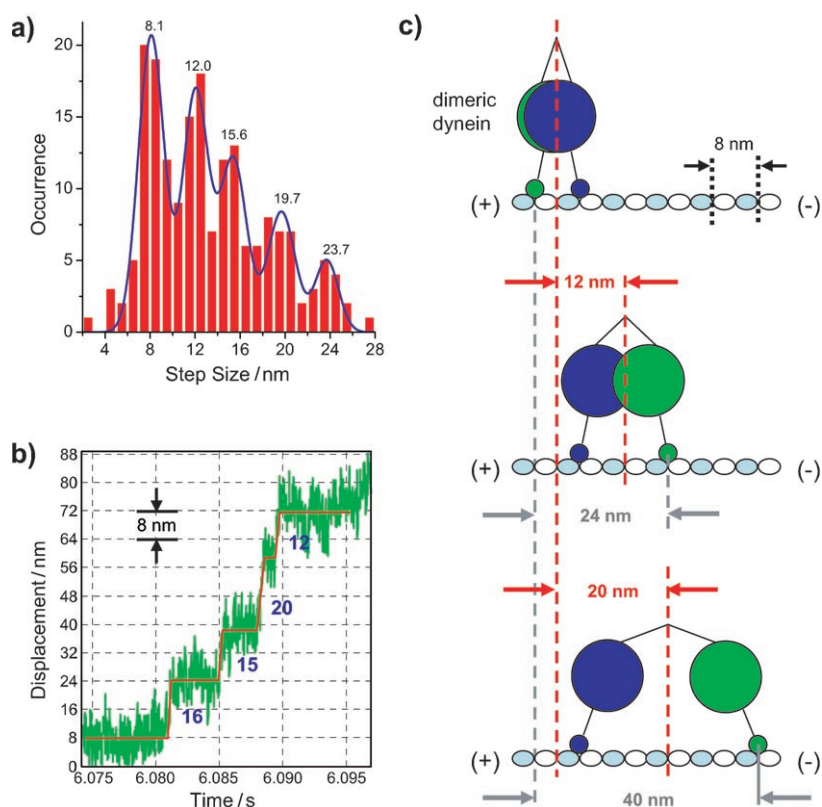 a)
8.1
12.0
15.6
19.7
23.7
20
15
10
5
0
Occurrence
4 8 12 16 20 24 28
Step Size / nm
b)
88
80
72
64
56
48
40
32
24
16
8
0
Displacement / nm
8 nm
16
15
20
12
6.075 6.080 6.085 6.090 6.095
Time / s
c)
dimeric
dynein
8 nm
(+) (-)
12 nm
(+) (-)
24 nm
20 nm
(+) (-)
40 nm